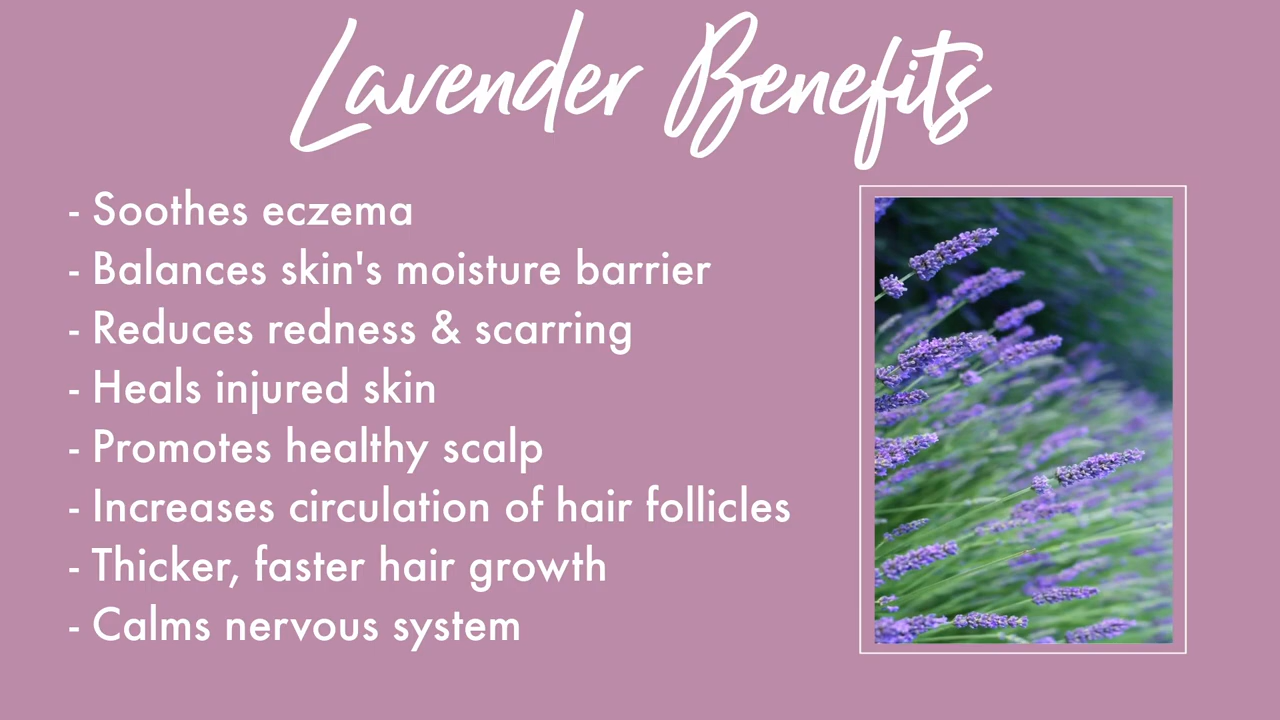 Lavender Benefits
- Soothes eczema
- Balances skin's moisture barrier
- Reduces redness & scarring
- Heals injured skin
- Promotes healthy scalp
- Increases circulation of hair follicles
- Thicker, faster hair growth
- Calms nervous system